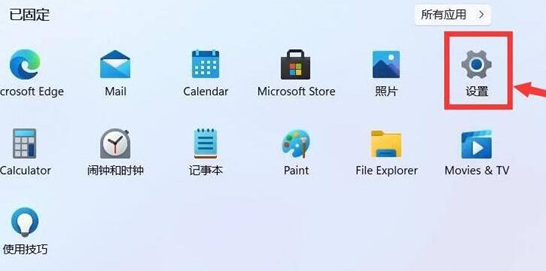 已固定
所有应用 >
crosoft Edge
Mail
Calendar
Microsoft Store
照片
设置
Calculator
闹钟和时钟
记事本
Paint
File Explorer
Movies & TV
使用技巧